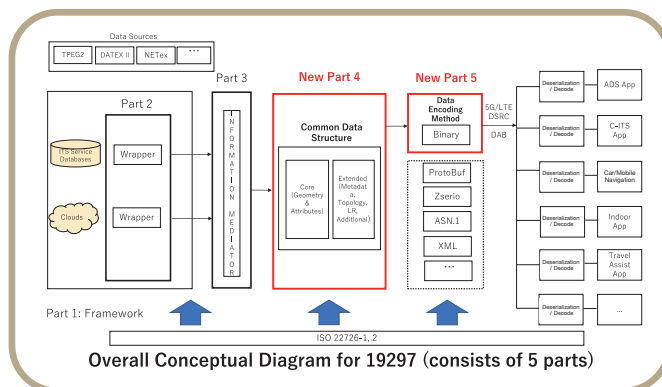 Data Sources
TPEG2
DATEX II
NETex
...
Part 2
ITS Service
Databases
Wrapper
Clouds
Wrapper
Part 1: Framework
Part 3
INFORMATION MEDIATOR
New Part 4
Common Data
Structure
Core
(Geometry
&
Attributes)
Extended
(Metadat
a,
Topology,
LR,
Additional)
New Part 5
Data
Encoding
Method
Binary
ProtoBuf
Zserio
ASN.1
XML
...
5G/LTE
DSRC
DAB
Deserialization
/ Decode
ADS App
Deserialization
/ Decode
C-ITS
App
Deserialization
/ Decode
Car/Mobile
Navigation
Deserialization
/ Decode
Indoor
App
Deserialization
/ Decode
Travel
Assist
App
Deserialization
/ Decode
...
ISO 22726-1, 2
Overall Conceptual Diagram for 19297 (consists of 5 parts)